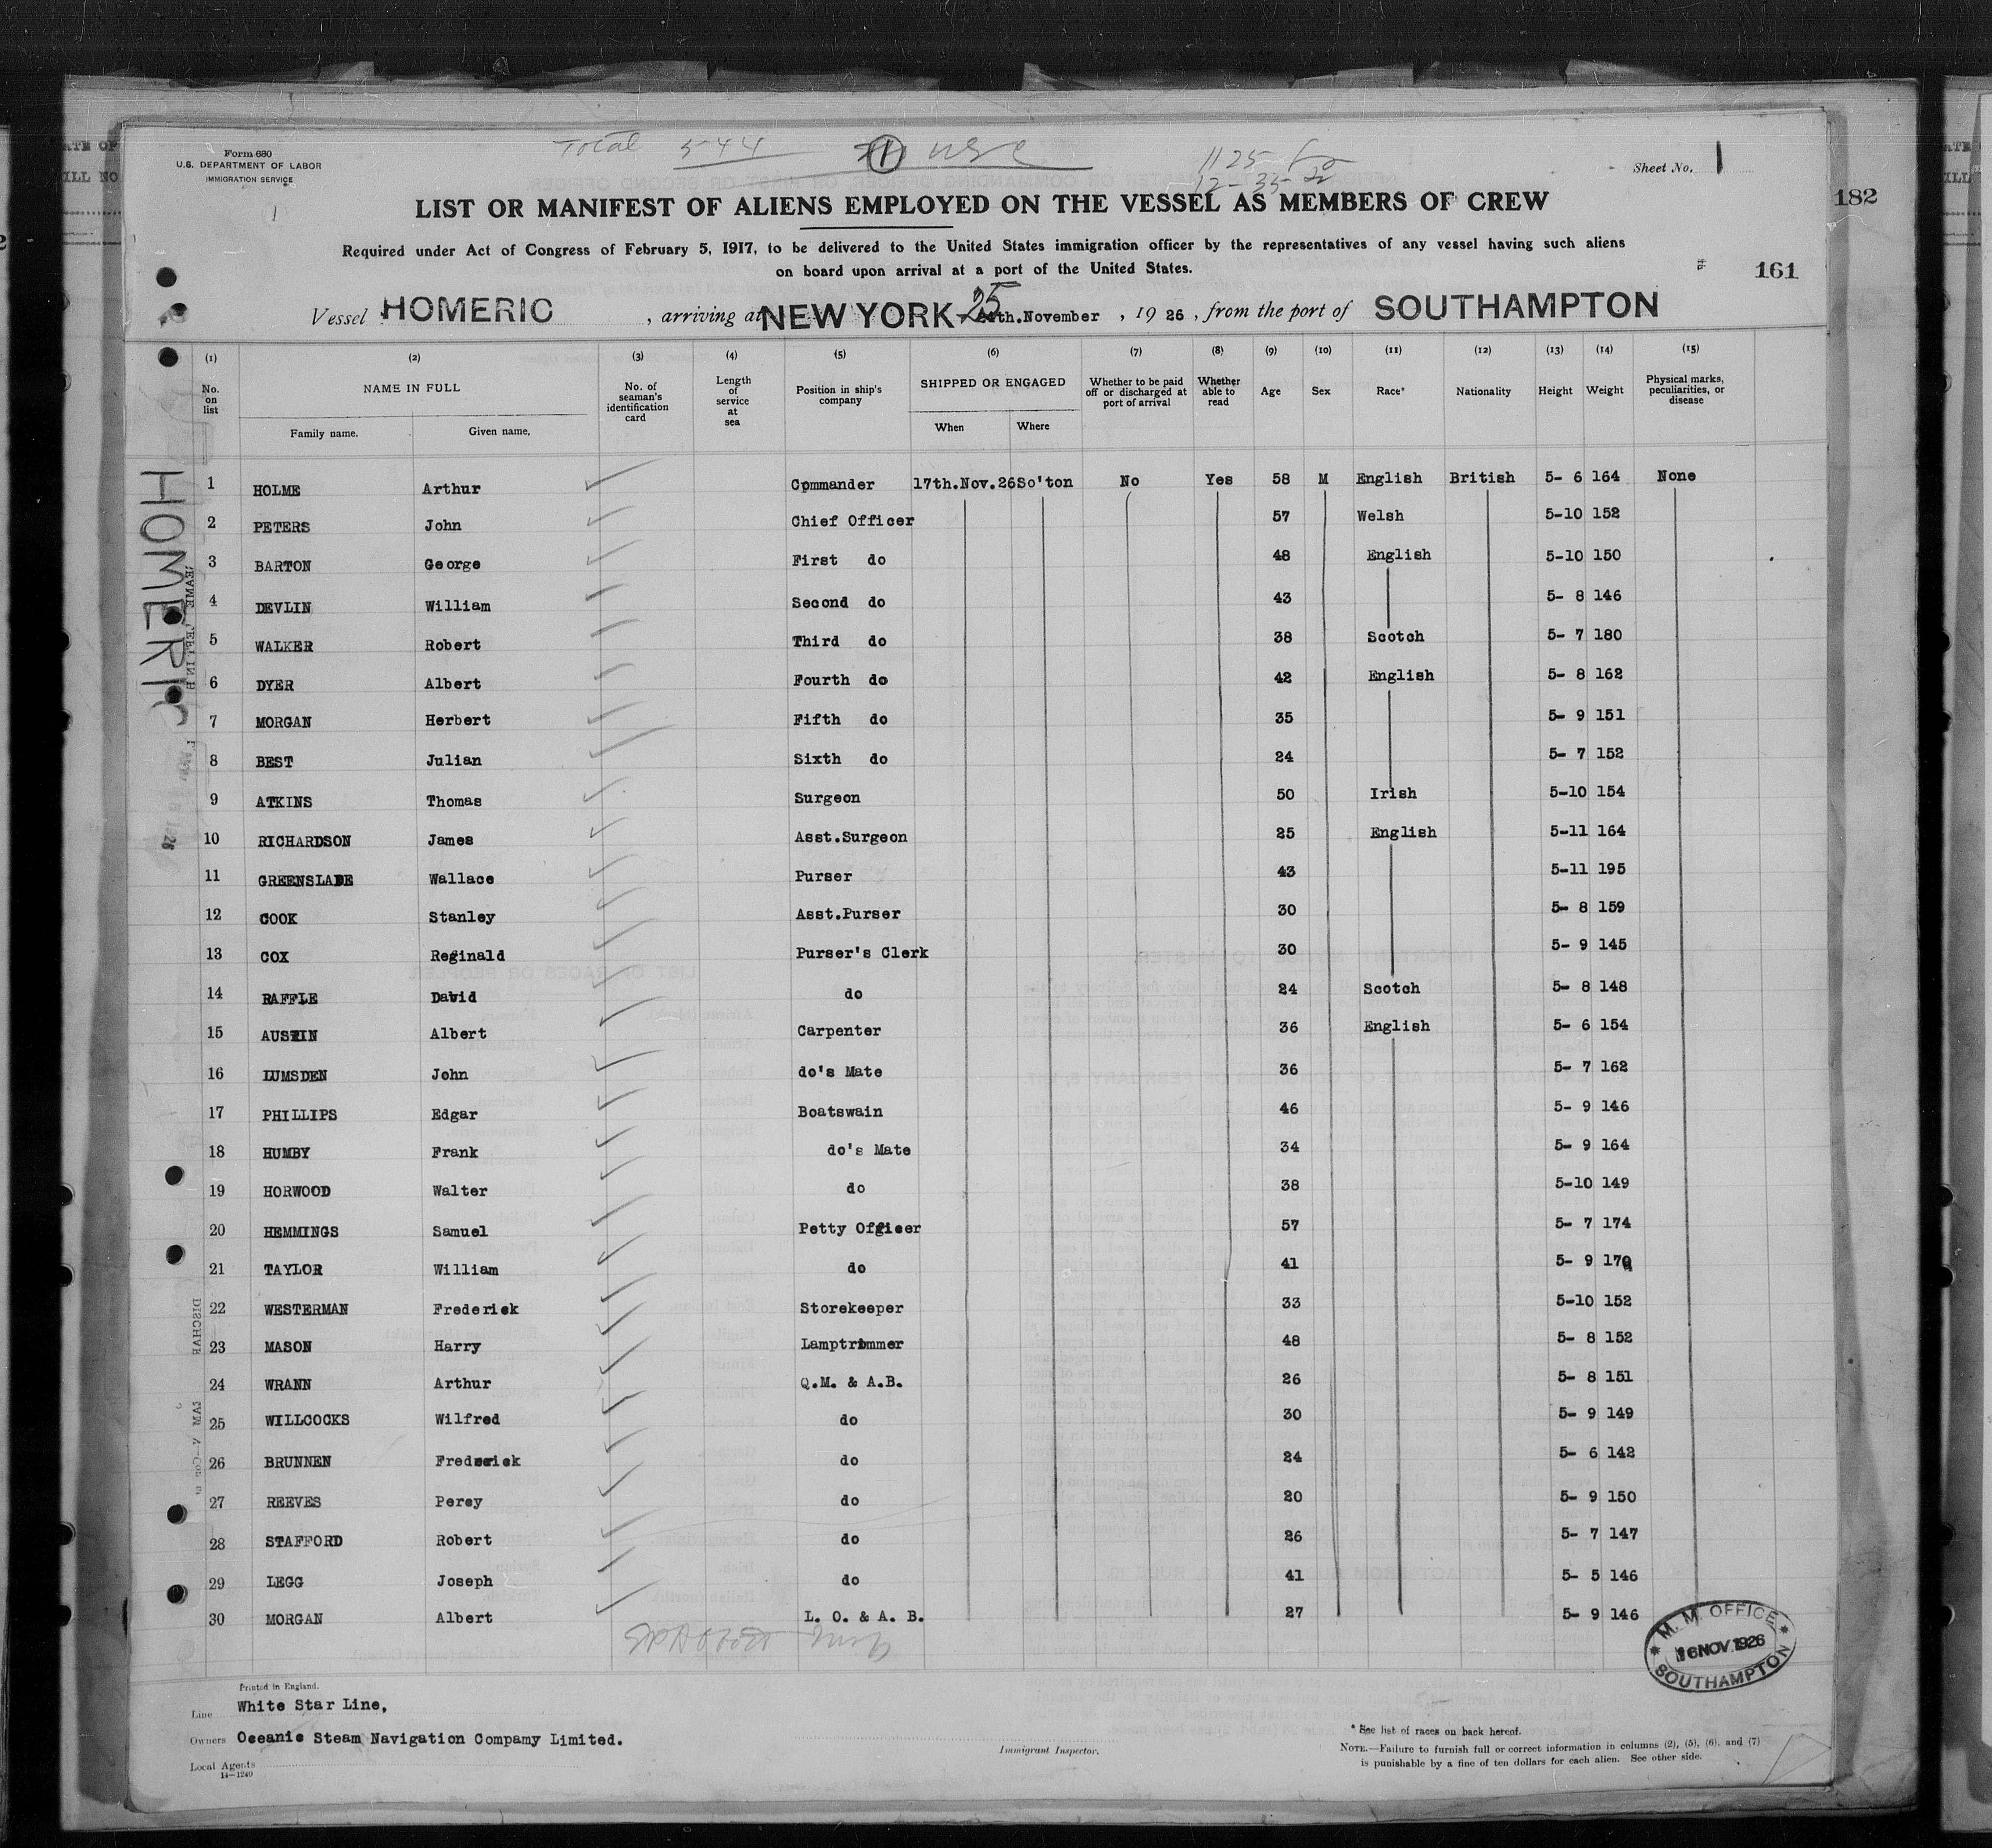 Total 544
Form 680
U.S. DEPARTMENT OF LABOR
IMMIGRATION SERVICE
1125
12-35
Sheet No. 1
182
LIST OR MANIFEST OF ALIENS EMPLOYED ON THE VESSEL AS MEMBERS OF CREW
Required under Act of Congress of February 5, 1917, to be delivered to the United States immigration officer by the representatives of any vessel having such aliens
on board upon arrival at a port of the United States.
161
Vessel HOMERIC, arriving at NEW YORK 25 24th.November, 1926, from the port of SOUTHAMPTON
(1) (2) (3) (4) (5) (6) (7) (8) (9) (10) (11) (12) (13) (14) (15)
No. on list NAME IN FULL No. of seaman's identification card Length of service at sea Position in ship's company SHIPPED OR ENGAGED Whether to be paid off or discharged at port of arrival Whether able to read Age Sex Race* Nationality Height Weight Physical marks, peculiarities, or disease
Family name. Given name. When Where
HOMERIC
1 HOLME Arthur Commander 17th.Nov.26 So'ton No Yes 58 M English British 5- 6 164 None
2 PETERS John Chief Officer 57 Welsh 5-10 152
3 BARTON George First do 48 English 5-10 150
4 DEVLIN William Second do 43 5- 8 146
5 WALKER Robert Third do 38 Scotch 5- 7 180
6 DYER Albert Fourth do 42 English 5- 8 162
7 MORGAN Herbert Fifth do 35 5- 9 151
8 BEST Julian Sixth do 24 5- 7 152
9 ATKINS Thomas Surgeon 50 Irish 5-10 154
10 RICHARDSON James Asst.Surgeon 25 English 5-11 164
11 GREENSLADE Wallace Purser 43 5-11 195
12 COOK Stanley Asst.Purser 30 5- 8 159
13 COX Reginald Purser's Clerk 30 5- 9 145
14 RAFFLE David do 24 Scotch 5- 8 148
15 AUSTIN Albert Carpenter 36 English 5- 6 154
16 LUMSDEN John do's Mate 36 5- 7 162
17 PHILLIPS Edgar Boatswain 46 5- 9 146
18 HUMBY Frank do's Mate 34 5- 9 164
19 HORWOOD Walter do 38 5-10 149
20 HEMMINGS Samuel Petty Officer 57 5- 7 174
21 TAYLOR William do 41 5- 9 170
22 WESTERMAN Frederick Storekeeper 33 5-10 152
23 MASON Harry Lamptrimmer 48 5- 8 152
24 WRANN Arthur Q.M. & A.B. 26 5- 8 151
25 WILLCOCKS Wilfred do 30 5- 9 149
26 BRUNNEN Frederick do 24 5- 6 142
27 REEVES Percy do 20 5- 9 150
28 STAFFORD Robert do 26 5- 7 147
29 LEGG Joseph do 41 5- 5 146
30 MORGAN Albert L. O. & A. B. 27 5- 9 146
M. M. OFFICE
16 NOV. 1926
SOUTHAMPTON
Printed in England.
Line White Star Line,
Owners Oceanic Steam Navigation Compamy Limited.
Local Agents
14-1240
Immigrant Inspector.
* See list of races on back hereof.
NOTE.—Failure to furnish full or correct information in columns (2), (5), (6), and (7)
is punishable by a fine of ten dollars for each alien. See other side.